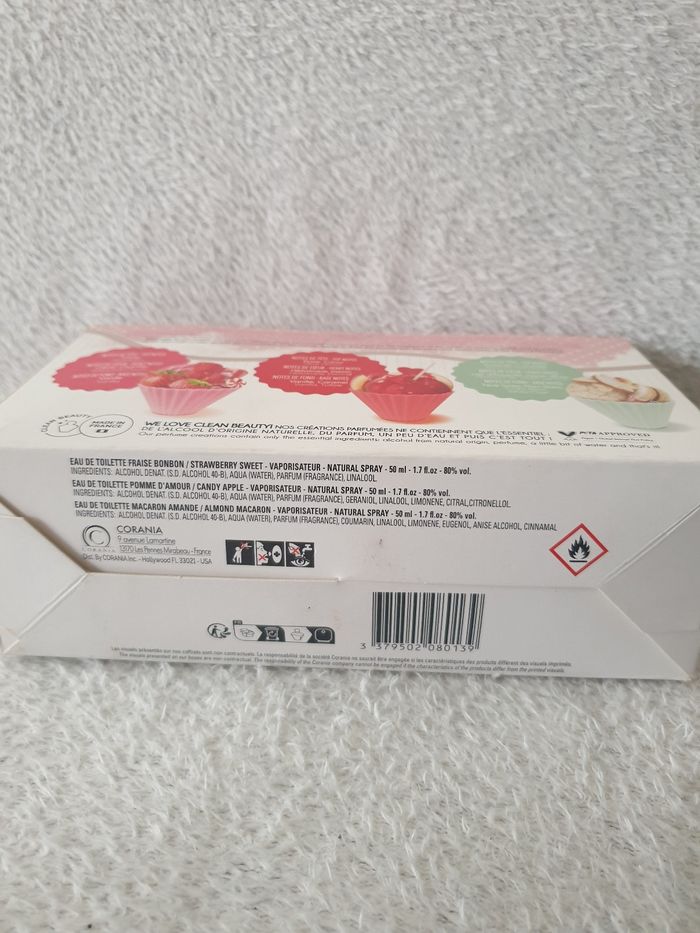 NOTES DE TÊTE - TOP NOTES
NOTES DE CŒUR - HEART NOTES
NOTES DE FOND - BASE NOTES
Vanille, Caramel
CLEAN BEAUTY
MADE IN
FRANCE
WE LOVE CLEAN BEAUTY! NOS CRÉATIONS PARFUMÉES NE CONTIENNENT QUE L'ESSENTIEL :
DE L'ALCOOL D'ORIGINE NATURELLE, DU PARFUM, UN PEU D'EAU ET PUIS C'EST TOUT !
Our perfume creations contain only the essential ingredients: alcohol from natural origin, perfume, a little bit of water and that's it!
PETA APPROVED
EAU DE TOILETTE FRAISE BONBON / STRAWBERRY SWEET - VAPORISATEUR - NATURAL SPRAY - 50 ml - 1.7 fl.oz - 80% vol.
INGREDIENTS: ALCOHOL DENAT. (S.D. ALCOHOL 40-B), AQUA (WATER), PARFUM (FRAGRANCE), LINALOOL.
EAU DE TOILETTE POMME D'AMOUR / CANDY APPLE - VAPORISATEUR - NATURAL SPRAY - 50 ml - 1.7 fl.oz - 80% vol.
INGREDIENTS: ALCOHOL DENAT. (S.D. ALCOHOL 40-B), AQUA (WATER), PARFUM (FRAGRANCE), GERANIOL, LINALOOL, LIMONENE, CITRAL,CITRONELLOL.
EAU DE TOILETTE MACARON AMANDE / ALMOND MACARON - VAPORISATEUR - NATURAL SPRAY - 50 ml - 1.7 fl.oz - 80% vol.
INGREDIENTS: ALCOHOL DENAT. (S.D. ALCOHOL 40-B), AQUA (WATER), PARFUM (FRAGRANCE), COUMARIN, LINALOOL, LIMONENE, EUGENOL, ANISE ALCOHOL, CINNAMAL
CORANIA
CORANIA
9 avenue Lamartine
13170 Les Pennes Mirabeau - France
Dist. By CORANIA Inc. - Hollywood FL 33021 - USA
3 379502 080139
Les visuels présentés sur nos coffrets sont non contractuels. La responsabilité de la société Corania ne saurait être engagée si les caractéristiques des produits diffèrent des visuels imprimés.
The visuals presented on our boxes are non-contractual. The responsibility of the Corania company cannot be engaged if the characteristics of the products differ from the printed visuals.